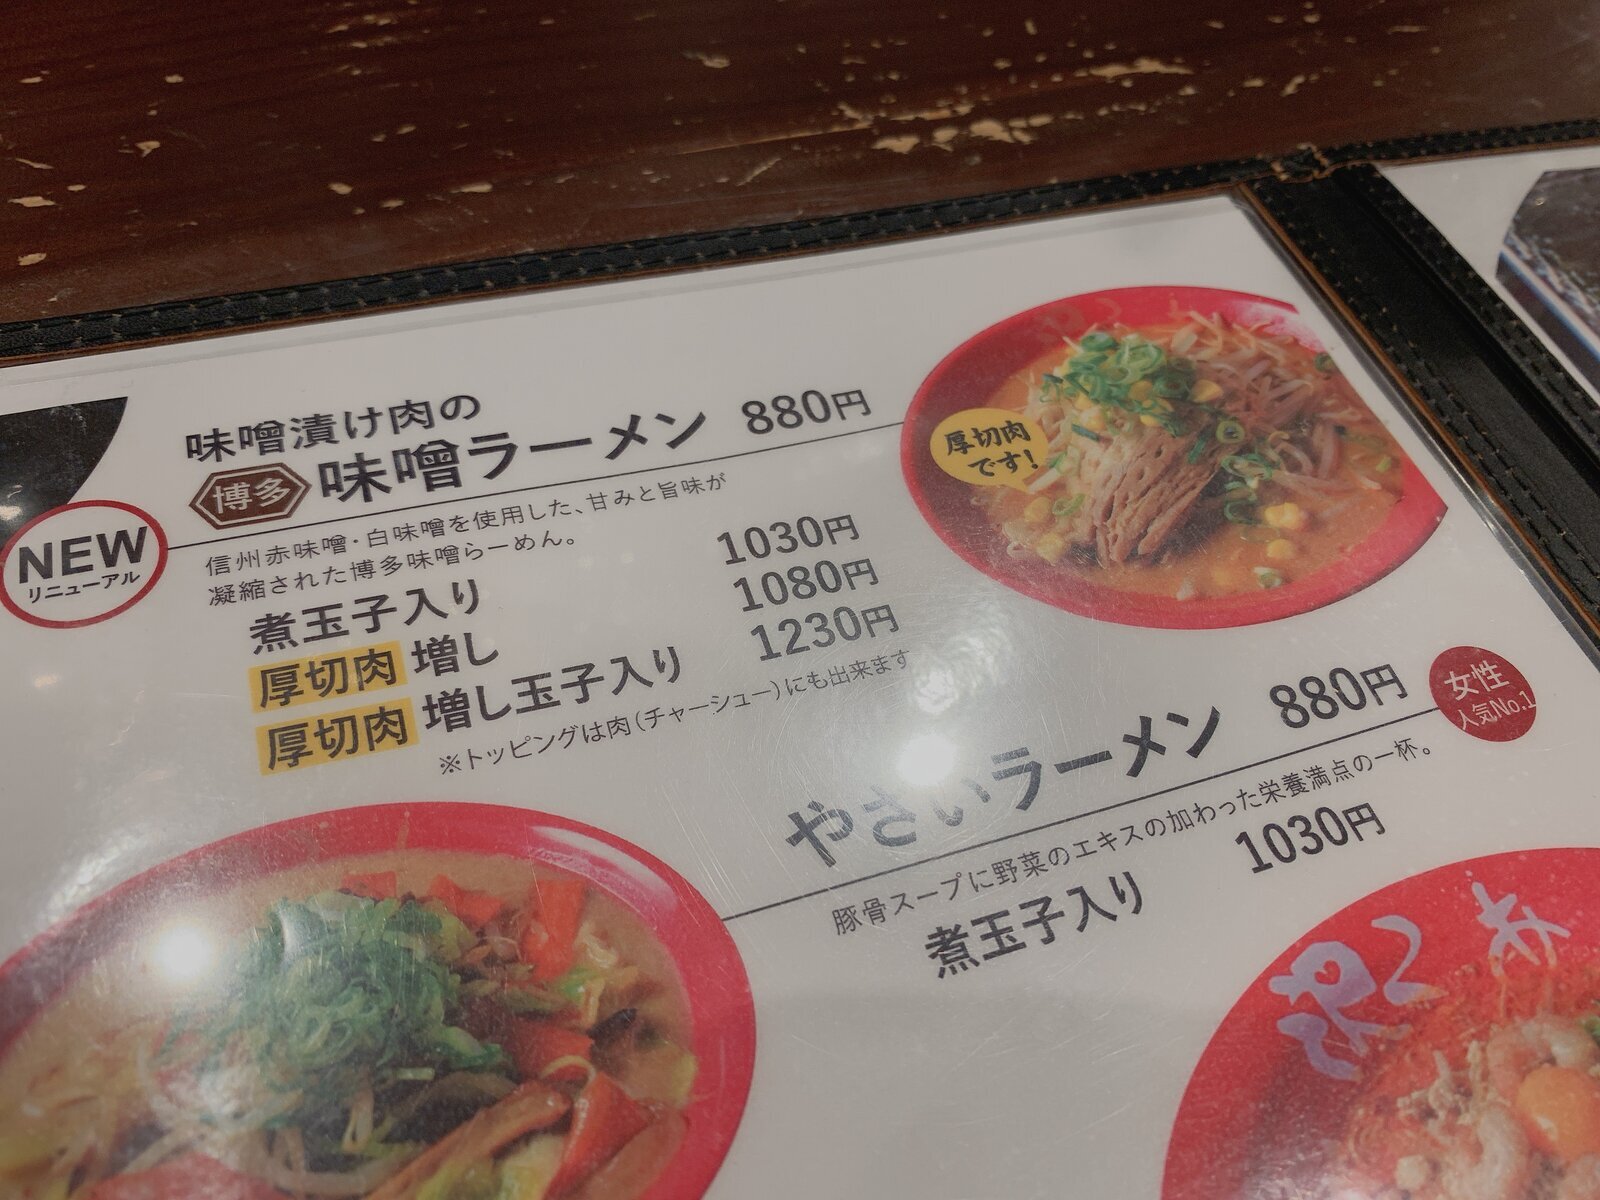 味噌漬け肉の
博多 味噌ラーメン 880円
NEW
リニューアル
信州赤味噌・白味噌を使用した、甘みと旨味が
凝縮された博多味噌らーめん。
煮玉子入り 1030円
厚切肉 増し 1080円
厚切肉 増し玉子入り 1230円
※トッピングは肉(チャーシュー)にも出来ます
厚切肉
です!
やさいラーメン 880円
女性
人気No.1
豚骨スープに野菜のエキスの加わった栄養満点の一杯。
煮玉子入り 1030円